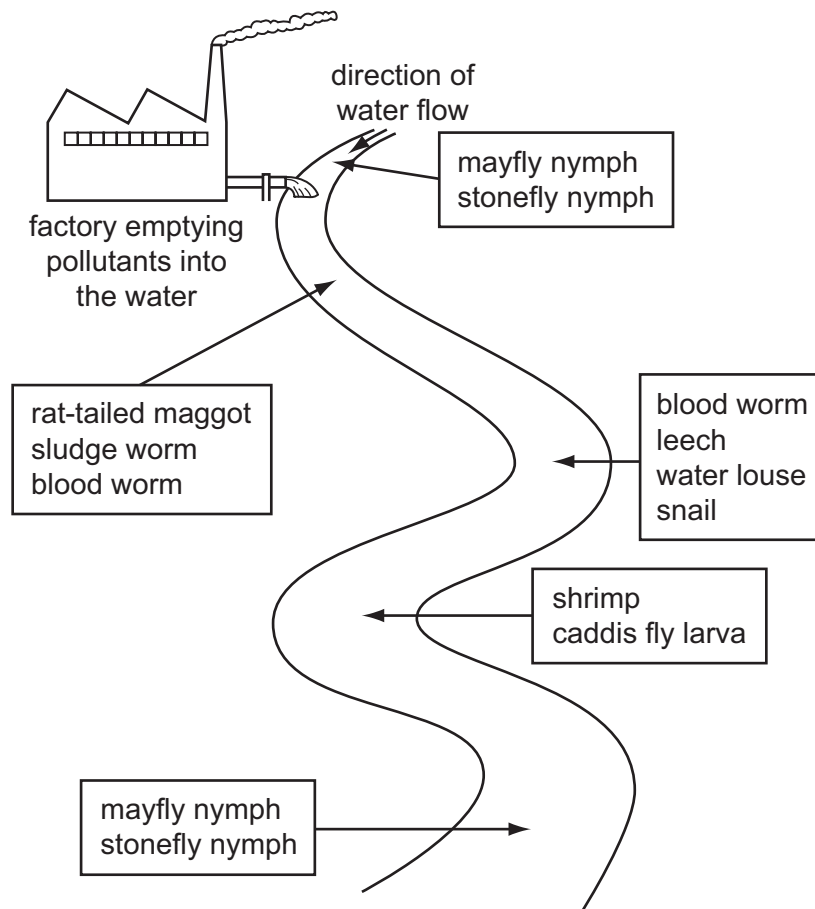 direction of
water flow
mayfly nymph
stonefly nymph
factory emptying
pollutants into
the water
rat-tailed maggot
sludge worm
blood worm
blood worm
leech
water louse
snail
shrimp
caddis fly larva
mayfly nymph
stonefly nymph